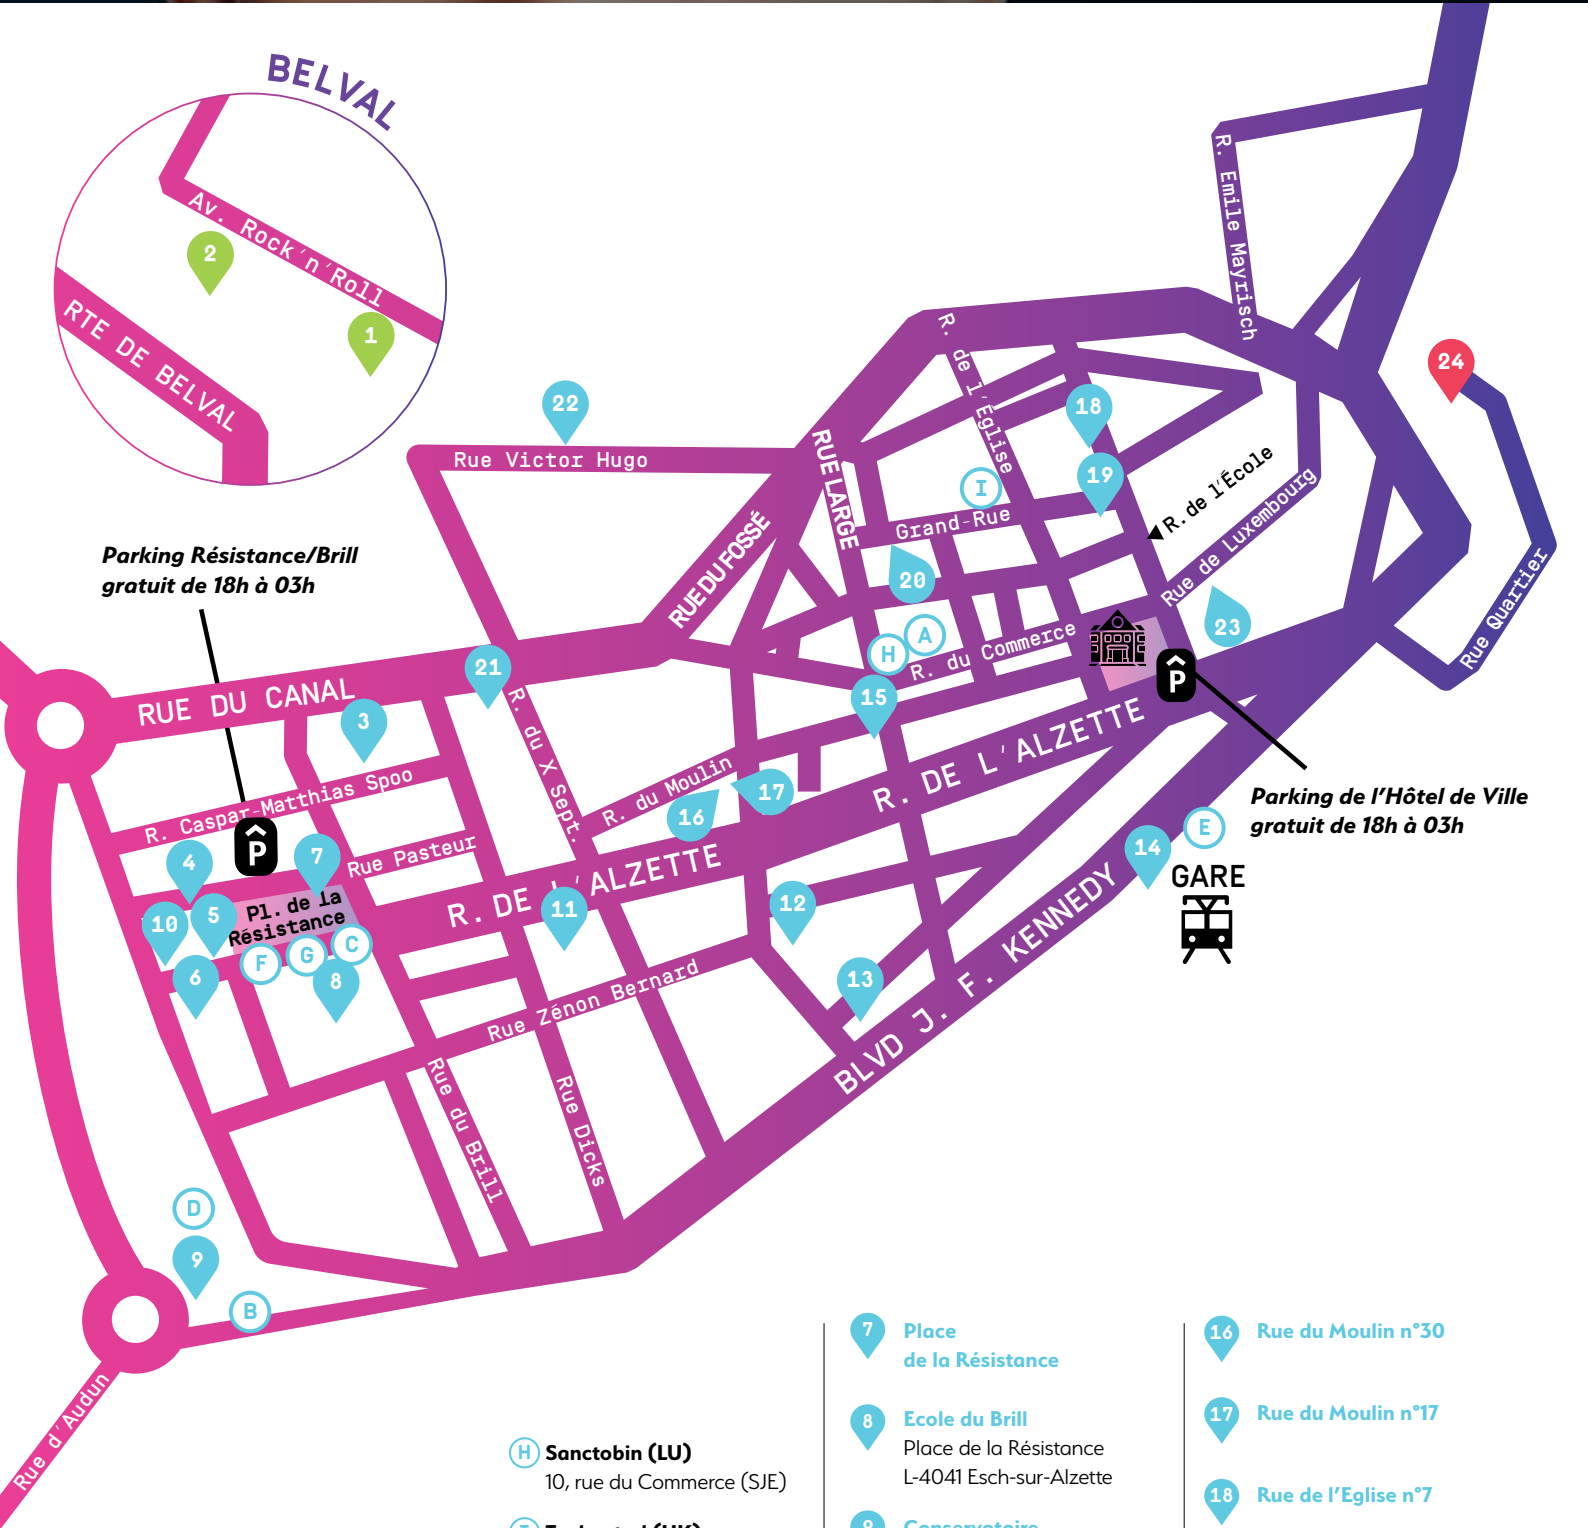 BELVAL
Av. Rock'n'Roll
2
1
RTE DE BELVAL
R. Emile Mayrisch
24
22
Rue Victor Hugo
R. de l'Église
18
RUE LARGE
I
19
R. de l'École
Grand-Rue
Rue de Luxembourg
RUE DU FOSSÉ
Parking Résistance/Brill
gratuit de 18h à 03h
20
Rue Quartier
23
A
H
R. du Commerce
P
21
15
RUE DU CANAL
3
R. du X Sept.
R. DE L'ALZETTE
R. Caspar-Matthias Spoo
R. du Moulin
17
16
Parking de l'Hôtel de Ville
gratuit de 18h à 03h
P
4
7
Rue Pasteur
E
14
GARE
R. DE L'ALZETTE
11
12
10
5
Pl. de la
Résistance
F
G
C
6
8
13
Rue Zénon Bernard
BLVD J. F. KENNEDY
Rue du Brill
Rue Dicks
D
9
B
Rue d'Audun
H Sanctobin (LU)
10, rue du Commerce (SJE)
7 Place
de la Résistance
8 Ecole du Brill
Place de la Résistance
L-4041 Esch-sur-Alzette
9 Conservatoire
16 Rue du Moulin n°30
17 Rue du Moulin n°17
18 Rue de l'Eglise n°7